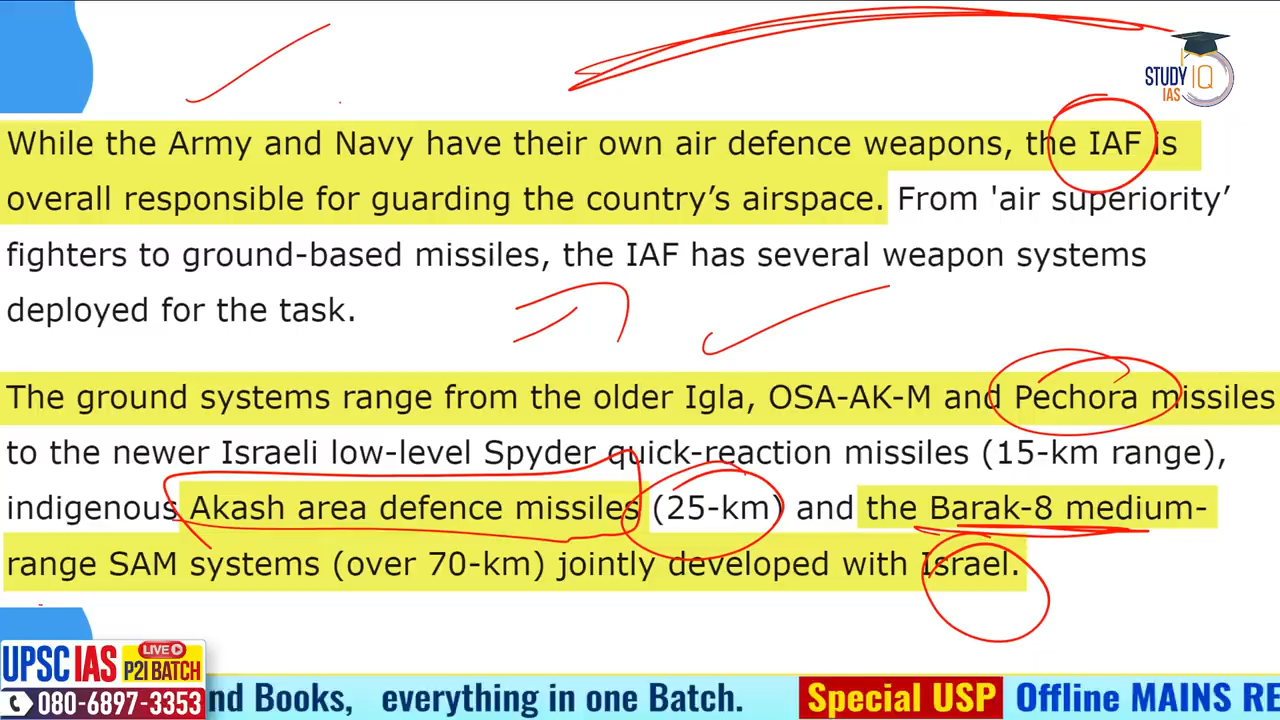 STUDY IQ
IAS
While the Army and Navy have their own air defence weapons, the IAF is
overall responsible for guarding the country’s airspace. From 'air superiority’
fighters to ground-based missiles, the IAF has several weapon systems
deployed for the task.
The ground systems range from the older Igla, OSA-AK-M and Pechora missiles
to the newer Israeli low-level Spyder quick-reaction missiles (15-km range),
indigenous Akash area defence missiles (25-km) and the Barak-8 medium-
range SAM systems (over 70-km) jointly developed with Israel.
UPSC IAS LIVE P2I BATCH
080-6897-3353
nd Books, everything in one Batch. Special USP Offline MAINS RE